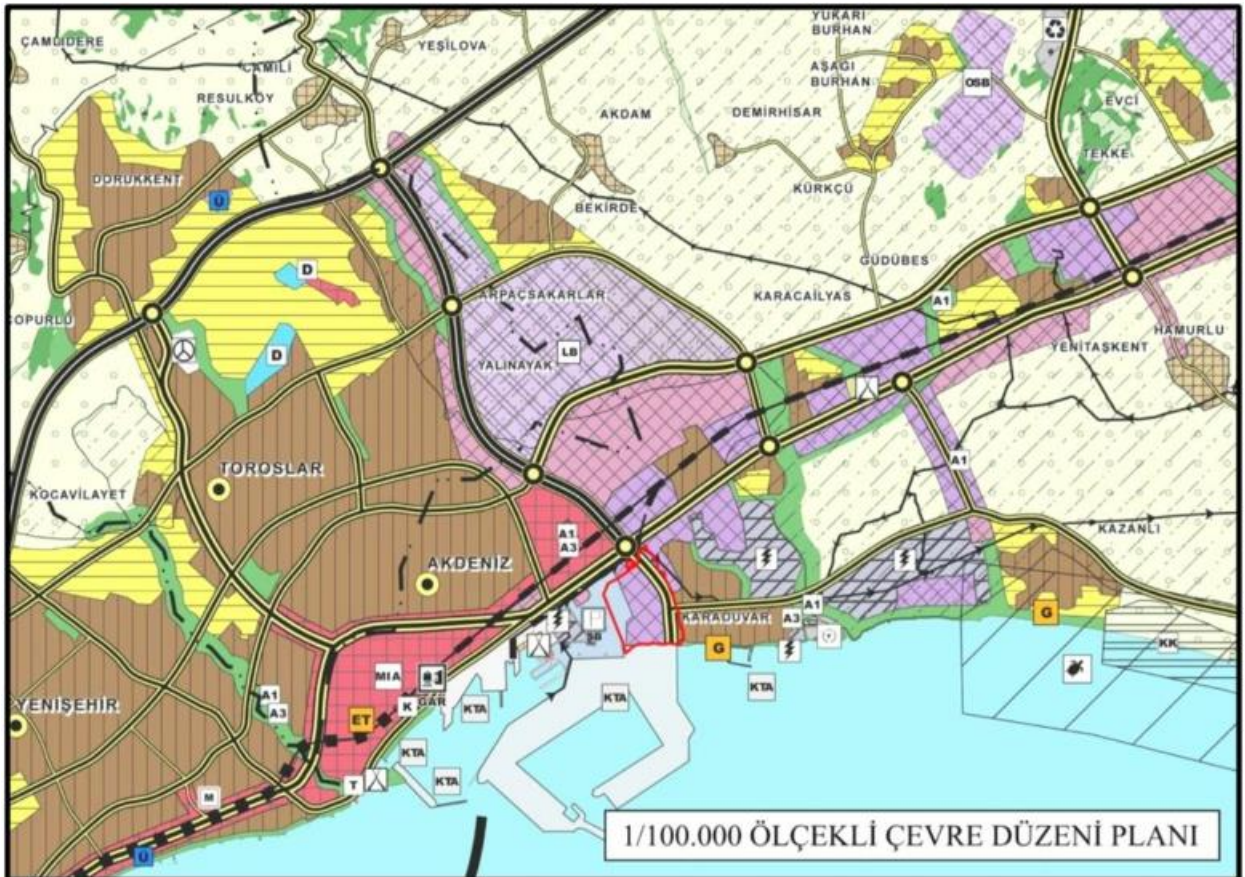 YUKARI
BURHAN
ÇAMLIDERE
YEŞİLOVA
ÇAMİLİ
AŞAĞI
BURHAN
OSB
RESULKÖY
AKDAM
DEMİRHİSAR
EVCİ
TEKKE
DORUKKENT
KÜRKÇÜ
Ü
BEKİRDE
GÜDÜBES
D
ARPAÇSAKARLAR
KARACAİLYAS
A1
ÇOPURLU
HAMURLU
D
LB
YALINAYAK
YENİTAŞKENT
TOROSLAR
A1
KOCAVİLAYET
KAZANLI
A1
A3
AKDENİZ
A1
KARADUVAR
A3
SB
G
G
KK
MIA
A1
A3
GAR
KTA
KTA
K
KTA
YENİŞEHİR
ET
KTA
T
KTA
M
Ü
1/100.000 ÖLÇEKLİ ÇEVRE DÜZENİ PLANI